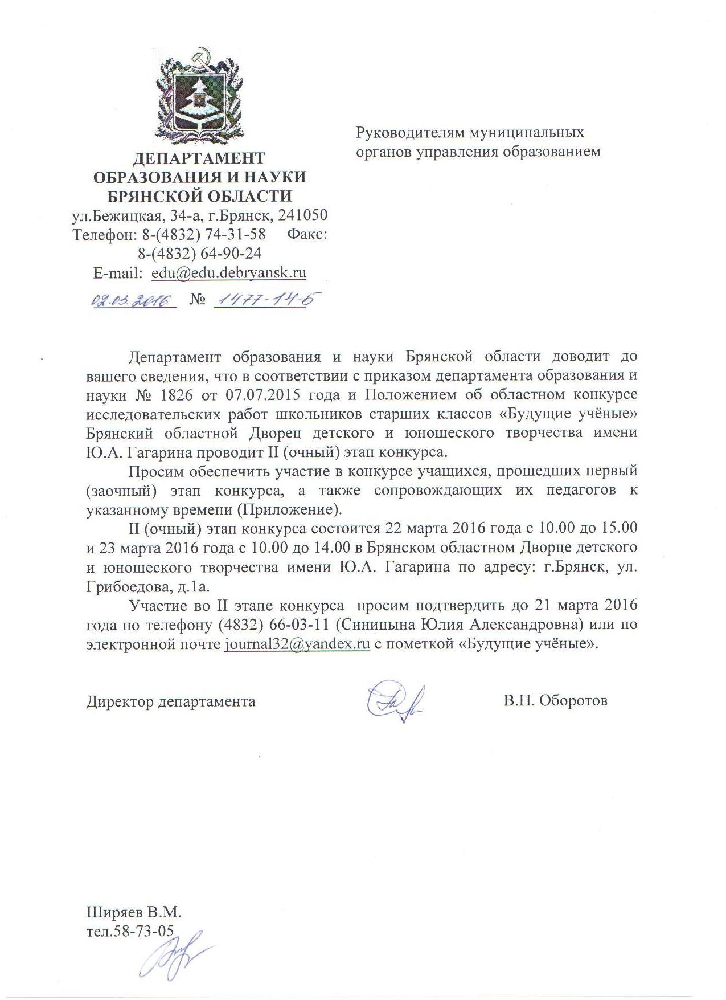 ДЕПАРТАМЕНТ
ОБРАЗОВАНИЯ И НАУКИ
БРЯНСКОЙ ОБЛАСТИ
ул.Бежицкая, 34-а, г.Брянск, 241050
Телефон: 8-(4832) 74-31-58 Факс:
8-(4832) 64-90-24
E-mail: edu@edu.debryansk.ru
02.03.2016 № 1477-14-Б
Руководителям муниципальных
органов управления образованием
Департамент образования и науки Брянской области доводит до
вашего сведения, что в соответствии с приказом департамента образования и
науки № 1826 от 07.07.2015 года и Положением об областном конкурсе
исследовательских работ школьников старших классов «Будущие учёные»
Брянский областной Дворец детского и юношеского творчества имени
Ю.А. Гагарина проводит II (очный) этап конкурса.
Просим обеспечить участие в конкурсе учащихся, прошедших первый
(заочный) этап конкурса, а также сопровождающих их педагогов к
указанному времени (Приложение).
II (очный) этап конкурса состоится 22 марта 2016 года с 10.00 до 15.00
и 23 марта 2016 года с 10.00 до 14.00 в Брянском областном Дворце детского
и юношеского творчества имени Ю.А. Гагарина по адресу: г.Брянск, ул.
Грибоедова, д.1а.
Участие во II этапе конкурса просим подтвердить до 21 марта 2016
года по телефону (4832) 66-03-11 (Синицына Юлия Александровна) или по
электронной почте journal32@yandex.ru с пометкой «Будущие учёные».
Директор департамента В.Н. Оборотов
Ширяев В.М.
тел.58-73-05